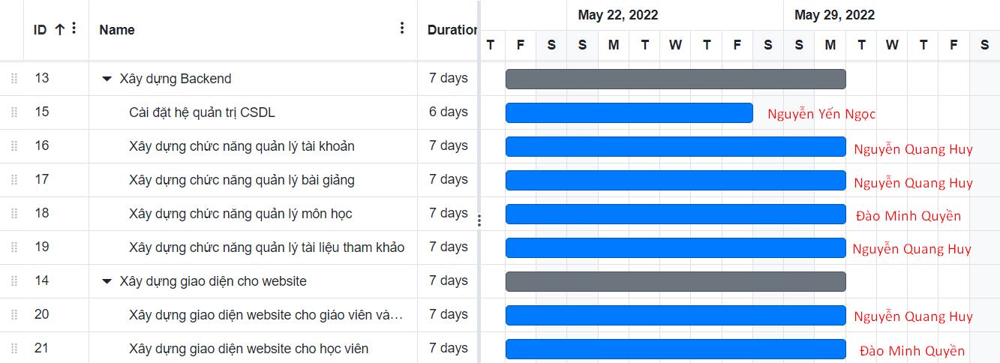 May 22, 2022 May 29, 2022
ID Name Duration
T F S S M T W T F S S M T W T F S
13 Xây dựng Backend 7 days
15 Cài đặt hệ quản trị CSDL 6 days Nguyễn Yến Ngọc
16 Xây dựng chức năng quản lý tài khoản 7 days Nguyễn Quang Huy
17 Xây dựng chức năng quản lý bài giảng 7 days Nguyễn Quang Huy
18 Xây dựng chức năng quản lý môn học 7 days Đào Minh Quyền
19 Xây dựng chức năng quản lý tài liệu tham khảo 7 days Nguyễn Quang Huy
14 Xây dựng giao diện cho website 7 days
20 Xây dựng giao diện website cho giáo viên và… 7 days Nguyễn Quang Huy
21 Xây dựng giao diện website cho học viên 7 days Đào Minh Quyền